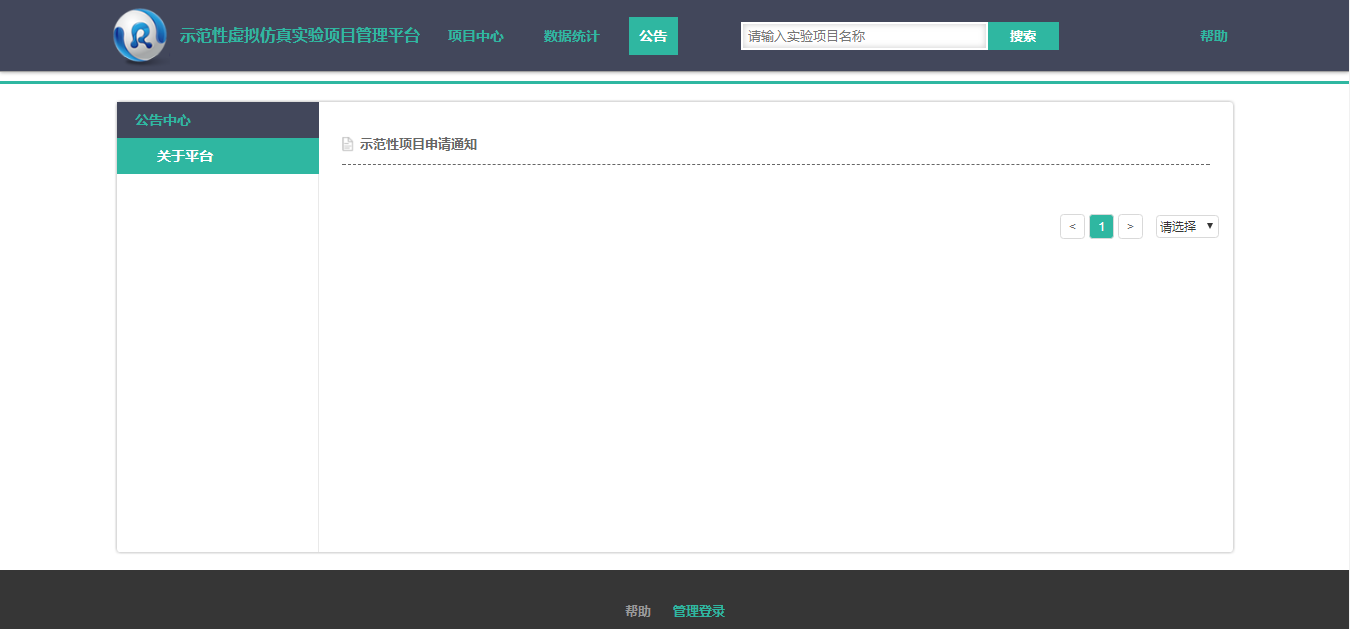 示范性虚拟仿真实验项目管理平台 项目中心 数据统计 公告 请输入实验项目名称 搜索 帮助
公告中心
关于平台
示范性项目申请通知
< 1 > 请选择
帮助 管理登录